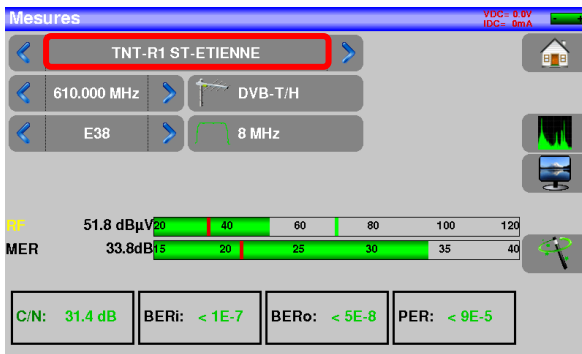 Mesures
VDC= 0.0V
IDC= 0mA
TNT-R1 ST-ETIENNE
610.000 MHz
DVB-T/H
E38
8 MHz
RF 51.8 dBµV 20 40 60 80 100 120
MER 33.8dB 15 20 25 30 35 40
C/N: 31.4 dB BERi: < 1E-7 BERo: < 5E-8 PER: < 9E-5